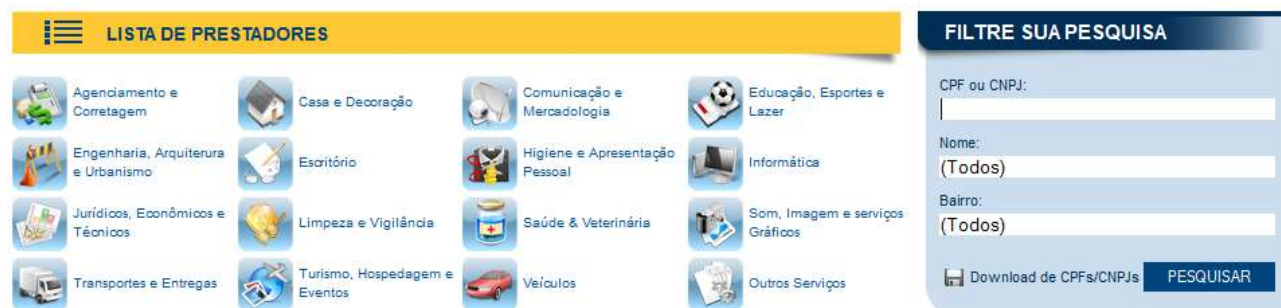 LISTA DE PRESTADORES
Agenciamento e
Corretagem
Casa e Decoração
Comunicação e
Mercadologia
Educação, Esportes e
Lazer
Engenharia, Arquiterura
e Urbanismo
Escritório
Higiene e Apresentação
Pessoal
Informática
Jurídicos, Econômicos e
Técnicos
Limpeza e Vigilância
Saúde & Veterinária
Som, Imagem e serviços
Gráficos
Transportes e Entregas
Turismo, Hospedagem e
Eventos
Veículos
Outros Serviços
FILTRE SUA PESQUISA
CPF ou CNPJ:
Nome:
(Todos)
Bairro:
(Todos)
Download de CPFs/CNPJs
PESQUISAR